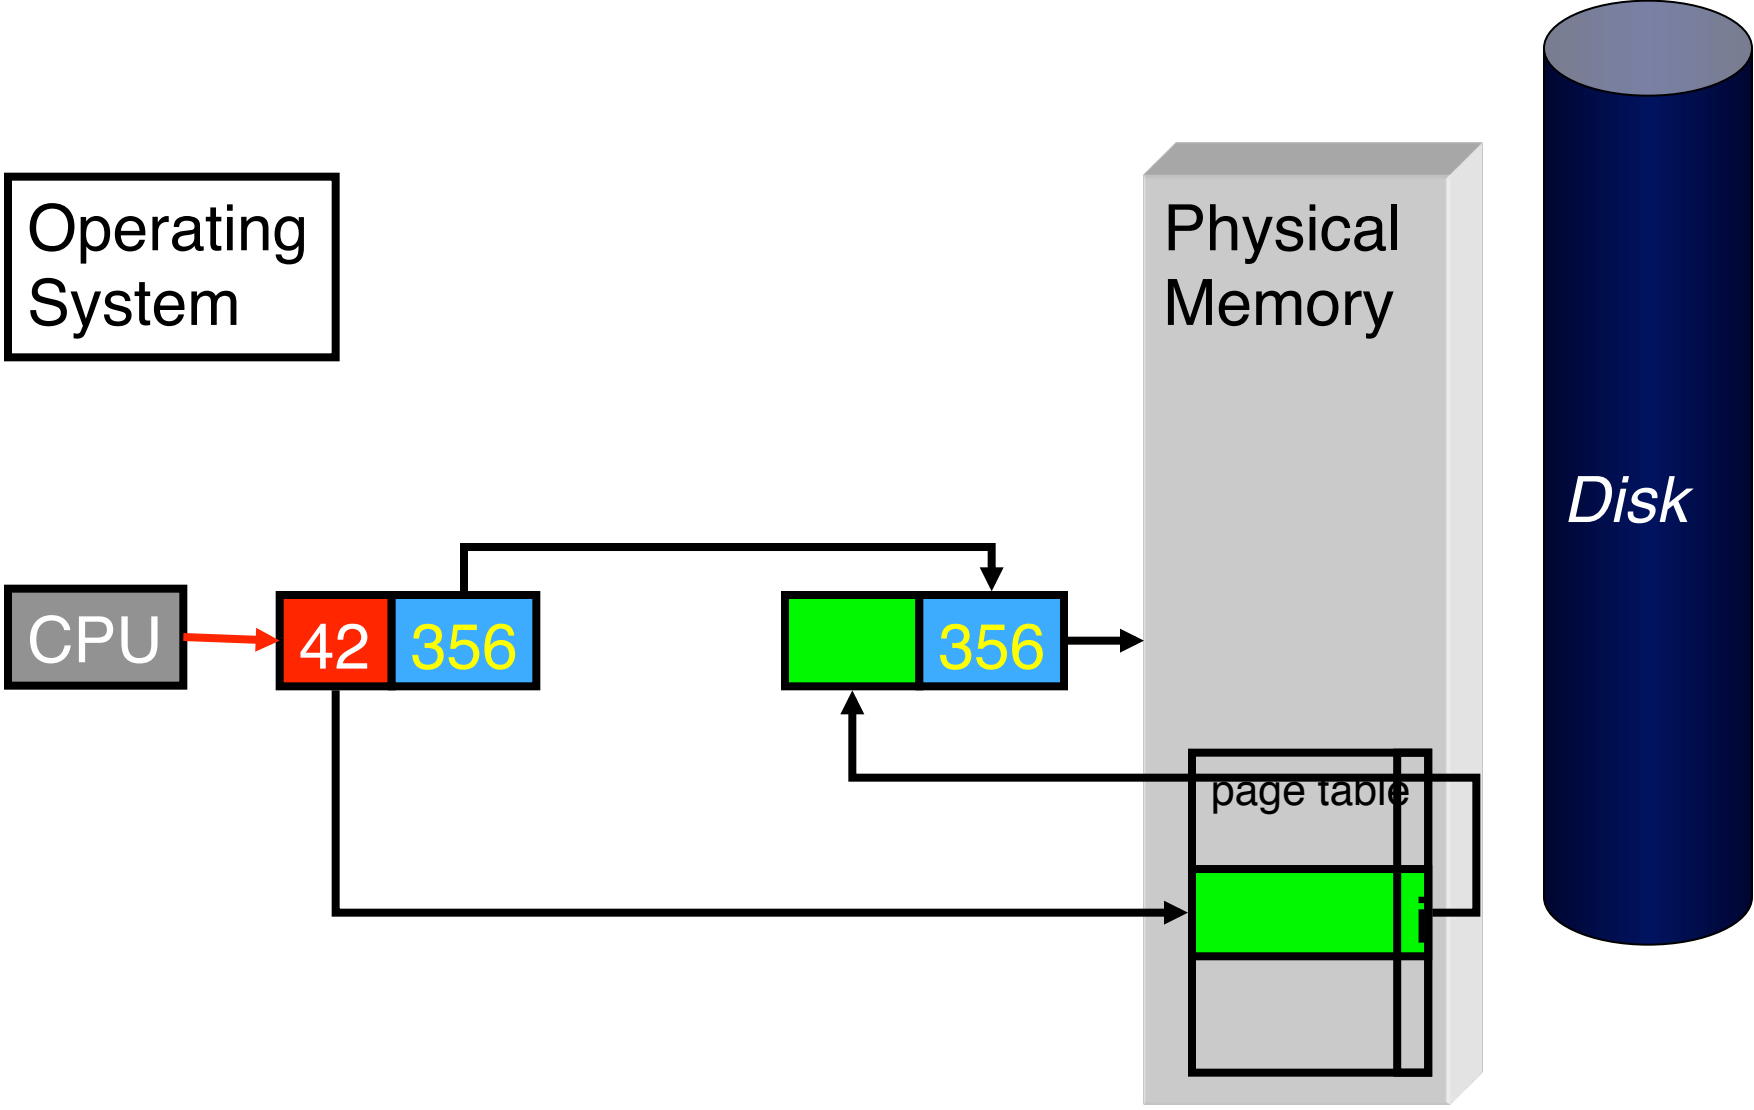 Operating
System
Physical
Memory
Disk
CPU
42
356
356
page table
i